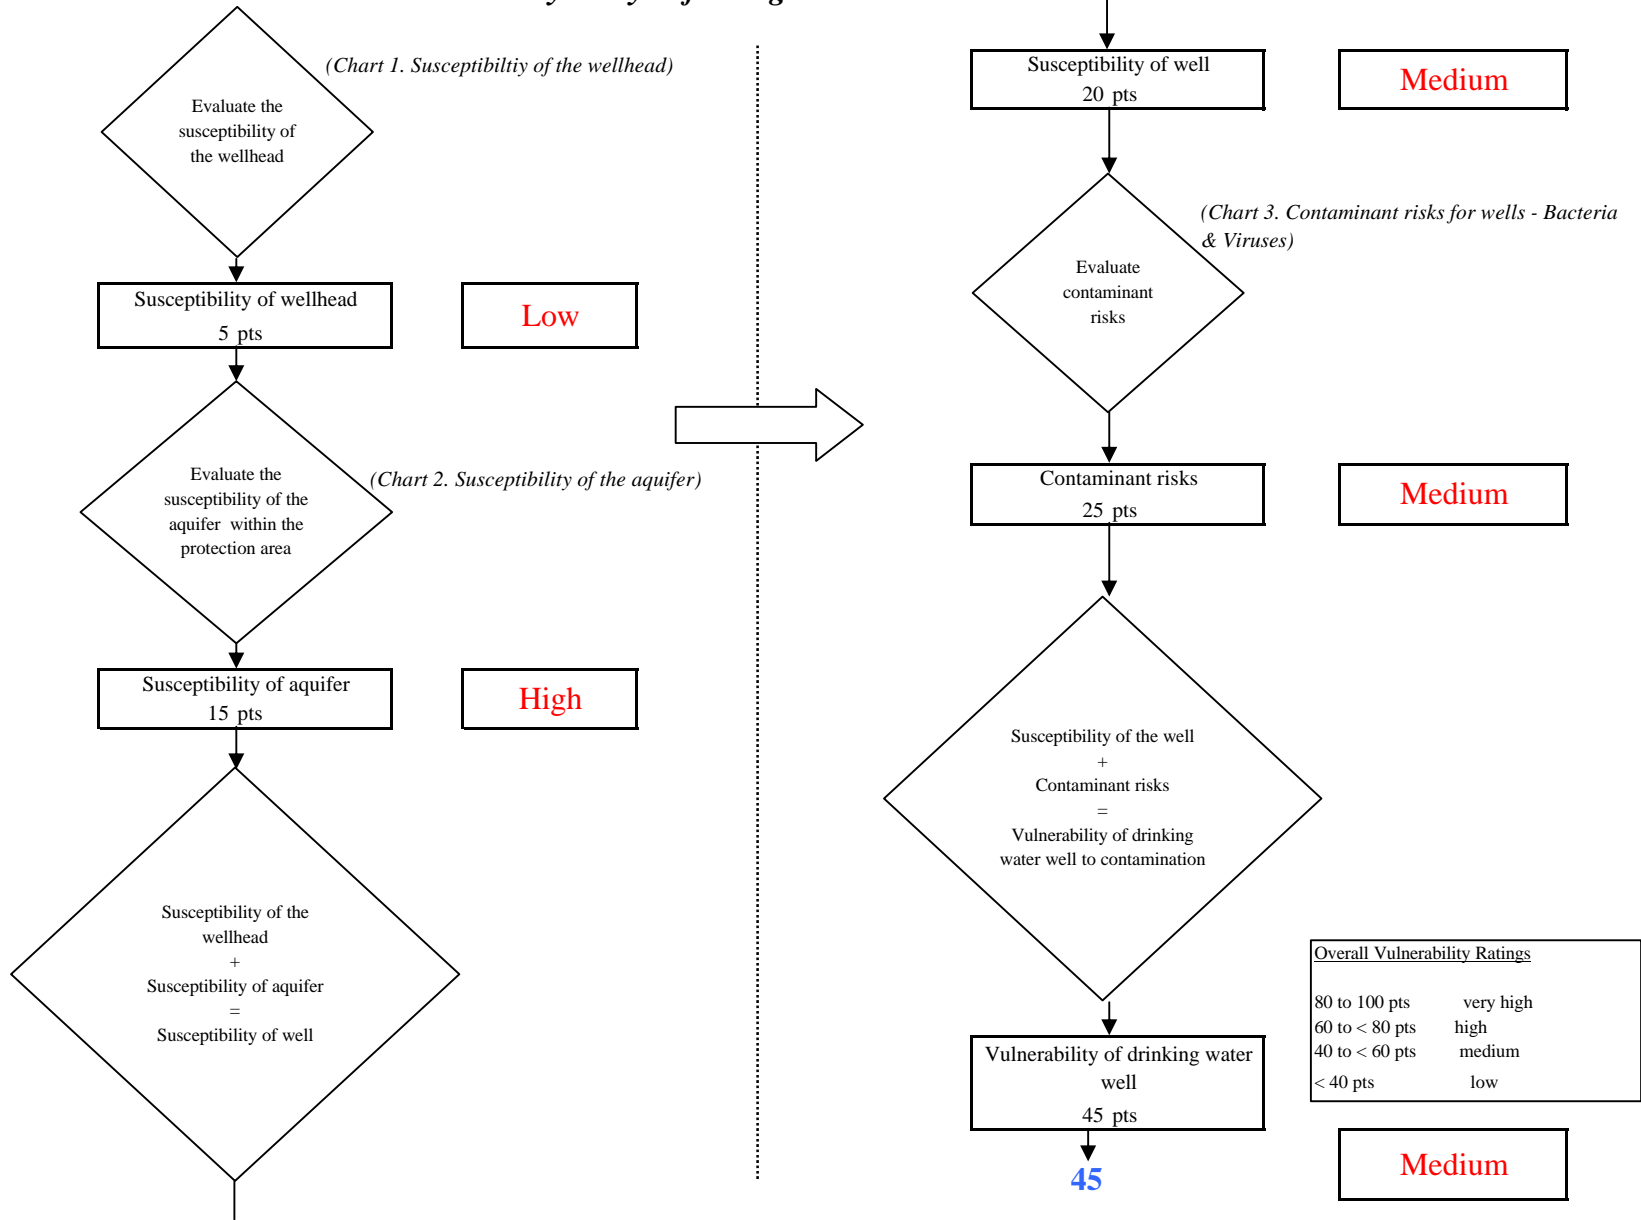 (Chart 1. Susceptibiltiy of the wellhead)
Evaluate the
susceptibility of
the wellhead
Susceptibility of wellhead
5 pts
Low
Evaluate the
susceptibility of the
aquifer within the
protection area
(Chart 2. Susceptibility of the aquifer)
Susceptibility of aquifer
15 pts
High
Susceptibility of the
wellhead
+
Susceptibility of aquifer
=
Susceptibility of well
Susceptibility of well
20 pts
Medium
(Chart 3. Contaminant risks for wells - Bacteria
& Viruses)
Evaluate
contaminant
risks
Contaminant risks
25 pts
Medium
Susceptibility of the well
+
Contaminant risks
=
Vulnerability of drinking
water well to contamination
Overall Vulnerability Ratings
80 to 100 pts very high
60 to < 80 pts high
40 to < 60 pts medium
< 40 pts low
Vulnerability of drinking water
well
45 pts
45
Medium